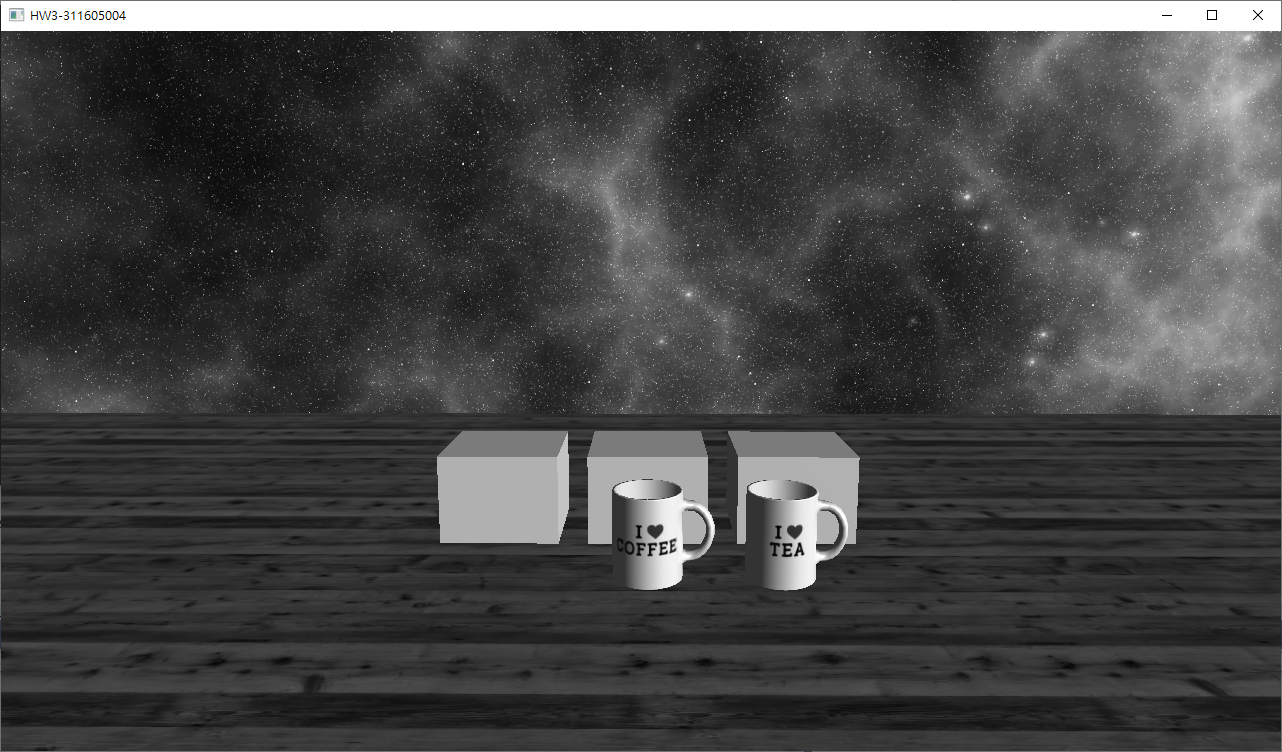 HW3-311605004
I ♥
COFFEE
I ♥
TEA